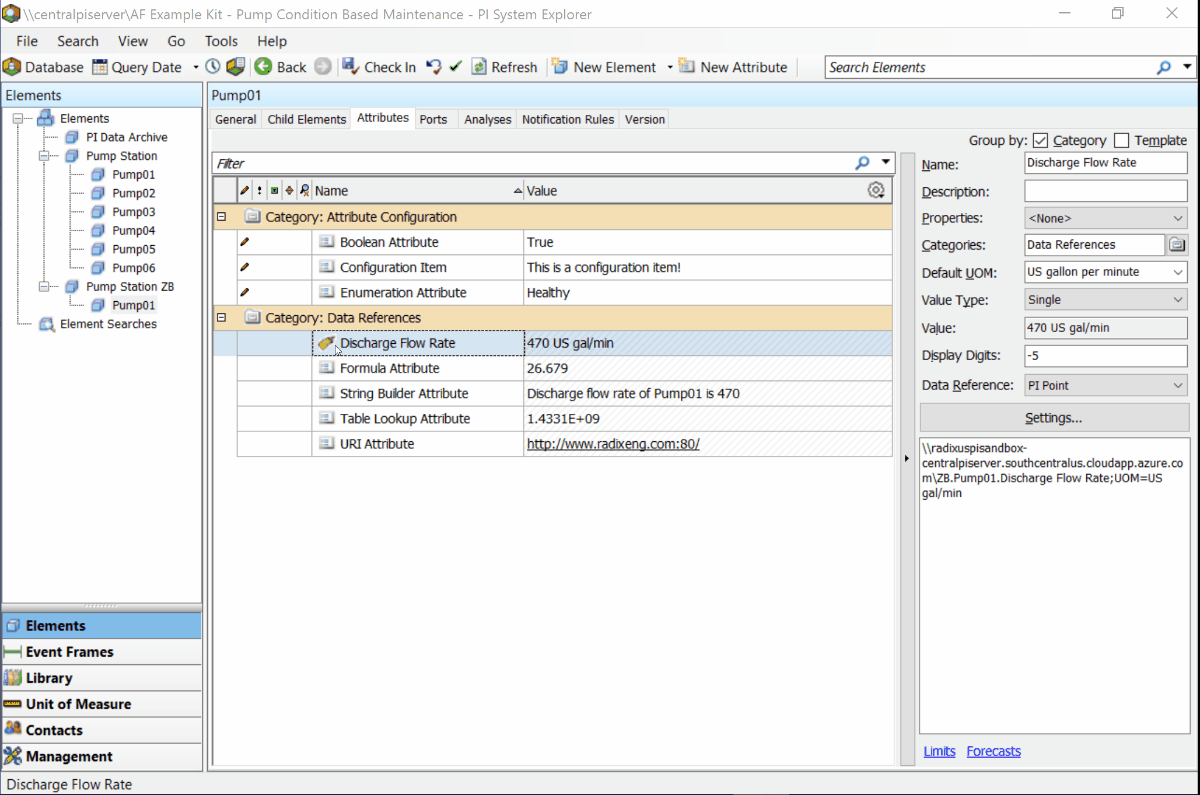 \\centralpiserver\AF Example Kit - Pump Condition Based Maintenance - PI System Explorer
File Search View Go Tools Help
Database Query Date Back Check In Refresh New Element New Attribute Search Elements
Elements
Elements
PI Data Archive
Pump Station
Pump01
Pump02
Pump03
Pump04
Pump05
Pump06
Pump Station ZB
Pump01
Element Searches
Elements
Event Frames
Library
Unit of Measure
Contacts
Management
Pump01
General Child Elements Attributes Ports Analyses Notification Rules Version
Group by: Category Template
Filter
Name Value
Category: Attribute Configuration
Boolean Attribute True
Configuration Item This is a configuration item!
Enumeration Attribute Healthy
Category: Data References
Discharge Flow Rate 470 US gal/min
Formula Attribute 26.679
String Builder Attribute Discharge flow rate of Pump01 is 470
Table Lookup Attribute 1.4331E+09
URI Attribute http://www.radixeng.com:80/
Name: Discharge Flow Rate
Description:
Properties: <None>
Categories: Data References
Default UOM: US gallon per minute
Value Type: Single
Value: 470 US gal/min
Display Digits: -5
Data Reference: PI Point
Settings...
\\radixuspisandbox-
centralpiserver.southcentralus.cloudapp.azure.co
m\ZB.Pump01.Discharge Flow Rate;UOM=US
gal/min
Limits Forecasts
Discharge Flow Rate